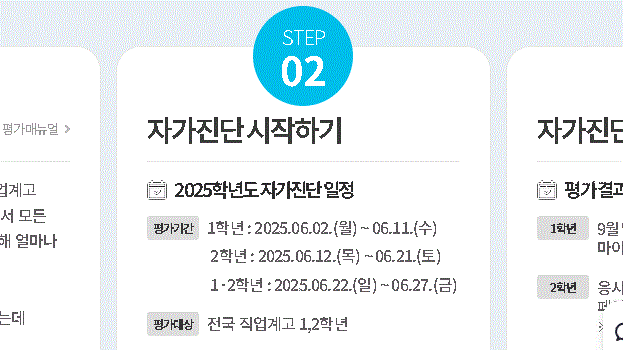 평가매뉴얼 >
업계고
서 모든
해 얼마나
는데
STEP
02
자가진단 시작하기
2025학년도 자가진단 일정
평가기간 1학년 : 2025.06.02.(월) ~ 06.11.(수)
2학년 : 2025.06.12.(목) ~ 06.21.(토)
1·2학년 : 2025.06.22.(일) ~ 06.27.(금)
평가대상 전국 직업계고 1,2학년
자가진단
평가결과
1학년 9월
마이
2학년 응시